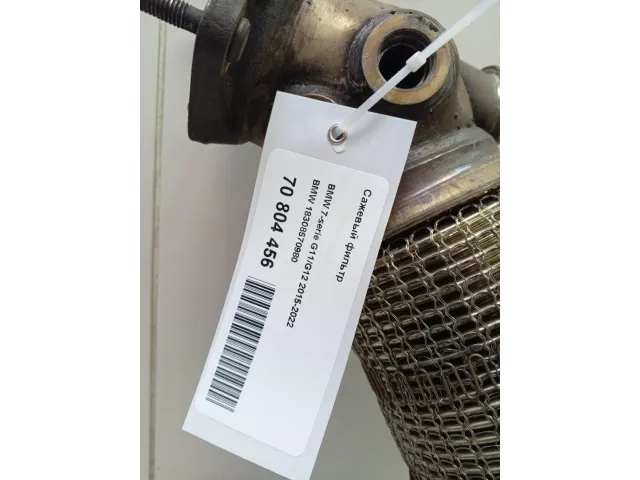 Сажевый фильтр
BMW 7-serie G11/G12 2015-2022
BMW 18308570980
70 804 456